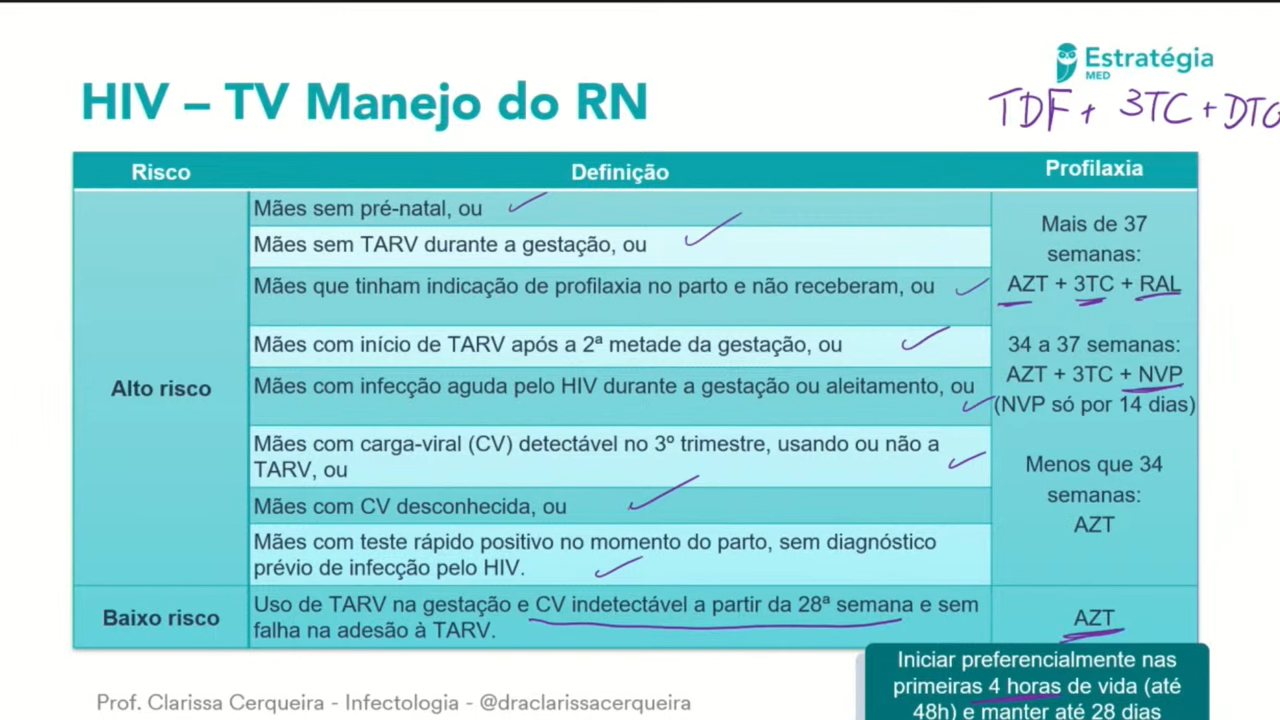 Estratégia
MED
HIV – TV Manejo do RN
TDF + 3TC + DTG
Risco
Definição
Profilaxia
Alto risco
Mães sem pré-natal, ou
Mães sem TARV durante a gestação, ou
Mães que tinham indicação de profilaxia no parto e não receberam, ou
Mães com início de TARV após a 2ª metade da gestação, ou
Mães com infecção aguda pelo HIV durante a gestação ou aleitamento, ou
Mães com carga-viral (CV) detectável no 3º trimestre, usando ou não a
TARV, ou
Mães com CV desconhecida, ou
Mães com teste rápido positivo no momento do parto, sem diagnóstico
prévio de infecção pelo HIV.
Mais de 37
semanas:
AZT + 3TC + RAL
34 a 37 semanas:
AZT + 3TC + NVP
(NVP só por 14 dias)
Menos que 34
semanas:
AZT
Baixo risco
Uso de TARV na gestação e CV indetectável a partir da 28ª semana e sem
falha na adesão à TARV.
AZT
Iniciar preferencialmente nas
primeiras 4 horas de vida (até
48h) e manter até 28 dias
Prof. Clarissa Cerqueira - Infectologia - @draclarissacerqueira